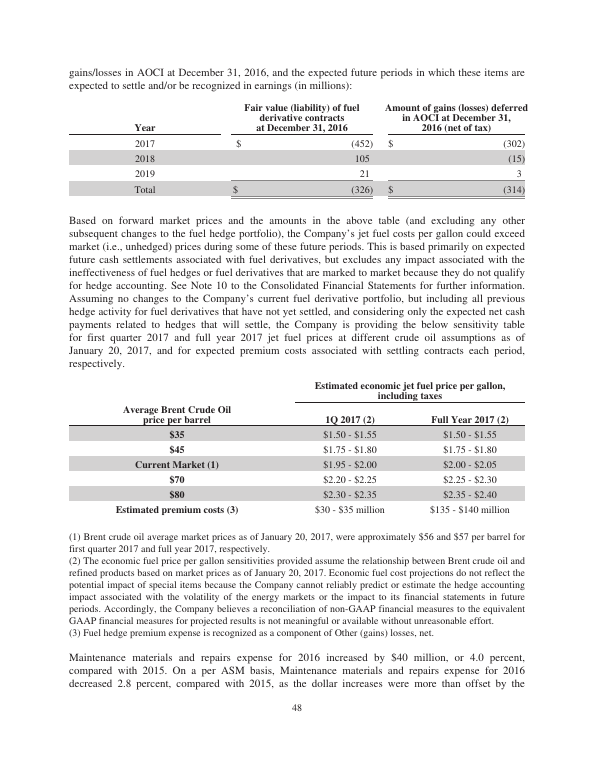 gains/losses in AOCI at December 31, 2016, and the expected future periods in which these items are
expected to settle and/or be recognized in earnings (in millions):
Year
Fair value (liability) of fuel
derivative contracts
at December 31, 2016
Amount of gains (losses) deferred
in AOCI at December 31,
2016 (net of tax)
2017 $ (452) $ (302)
2018 105 (15)
2019 21 3
Total $ (326) $ (314)
Based on forward market prices and the amounts in the above table (and excluding any other
subsequent changes to the fuel hedge portfolio), the Company's jet fuel costs per gallon could exceed
market (i.e., unhedged) prices during some of these future periods. This is based primarily on expected
future cash settlements associated with fuel derivatives, but excludes any impact associated with the
ineffectiveness of fuel hedges or fuel derivatives that are marked to market because they do not qualify
for hedge accounting. See Note 10 to the Consolidated Financial Statements for further information.
Assuming no changes to the Company's current fuel derivative portfolio, but including all previous
hedge activity for fuel derivatives that have not yet settled, and considering only the expected net cash
payments related to hedges that will settle, the Company is providing the below sensitivity table
for first quarter 2017 and full year 2017 jet fuel prices at different crude oil assumptions as of
January 20, 2017, and for expected premium costs associated with settling contracts each period,
respectively.
Estimated economic jet fuel price per gallon,
including taxes
Average Brent Crude Oil
price per barrel 1Q 2017 (2) Full Year 2017 (2)
$35 $1.50 - $1.55 $1.50 - $1.55
$45 $1.75 - $1.80 $1.75 - $1.80
Current Market (1) $1.95 - $2.00 $2.00 - $2.05
$70 $2.20 - $2.25 $2.25 - $2.30
$80 $2.30 - $2.35 $2.35 - $2.40
Estimated premium costs (3) $30 - $35 million $135 - $140 million
(1) Brent crude oil average market prices as of January 20, 2017, were approximately $56 and $57 per barrel for
first quarter 2017 and full year 2017, respectively.
(2) The economic fuel price per gallon sensitivities provided assume the relationship between Brent crude oil and
refined products based on market prices as of January 20, 2017. Economic fuel cost projections do not reflect the
potential impact of special items because the Company cannot reliably predict or estimate the hedge accounting
impact associated with the volatility of the energy markets or the impact to its financial statements in future
periods. Accordingly, the Company believes a reconciliation of non-GAAP financial measures to the equivalent
GAAP financial measures for projected results is not meaningful or available without unreasonable effort.
(3) Fuel hedge premium expense is recognized as a component of Other (gains) losses, net.
Maintenance materials and repairs expense for 2016 increased by $40 million, or 4.0 percent,
compared with 2015. On a per ASM basis, Maintenance materials and repairs expense for 2016
decreased 2.8 percent, compared with 2015, as the dollar increases were more than offset by the
48